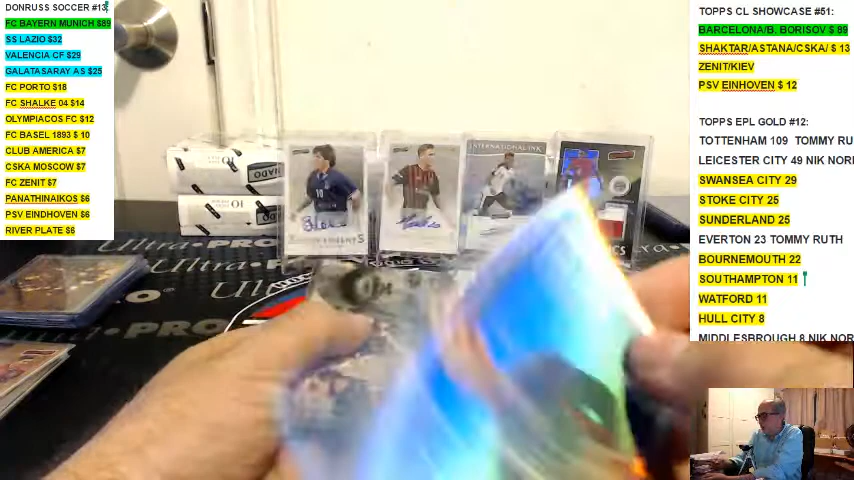 DONRUSS SOCCER #13
FC BAYERN MUNICH $89
SS LAZIO $32
VALENCIA CF $29
GALATASARAY AS $25
FC PORTO $18
FC SHALKE 04 $14
OLYMPIACOS FC $12
FC BASEL 1893 $ 10
CLUB AMERICA $7
CSKA MOSCOW $7
FC ZENIT $7
PANATHINAIKOS $6
PSV EINDHOVEN $6
RIVER PLATE $6
INTERNATIONAL INK
TOPPS CL SHOWCASE #51:
BARCELONA/B. BORISOV $ 89
SHAKTAR/ASTANA/CSKA/ $ 13
ZENIT/KIEV
PSV EINHOVEN $ 12
TOPPS EPL GOLD #12:
TOTTENHAM 109 TOMMY RU
LEICESTER CITY 49 NIK NORI
SWANSEA CITY 29
STOKE CITY 25
SUNDERLAND 25
EVERTON 23 TOMMY RUTH
BOURNEMOUTH 22
SOUTHAMPTON 11
WATFORD 11
HULL CITY 8
MIDDLESBROUGH 8 NIK NOR